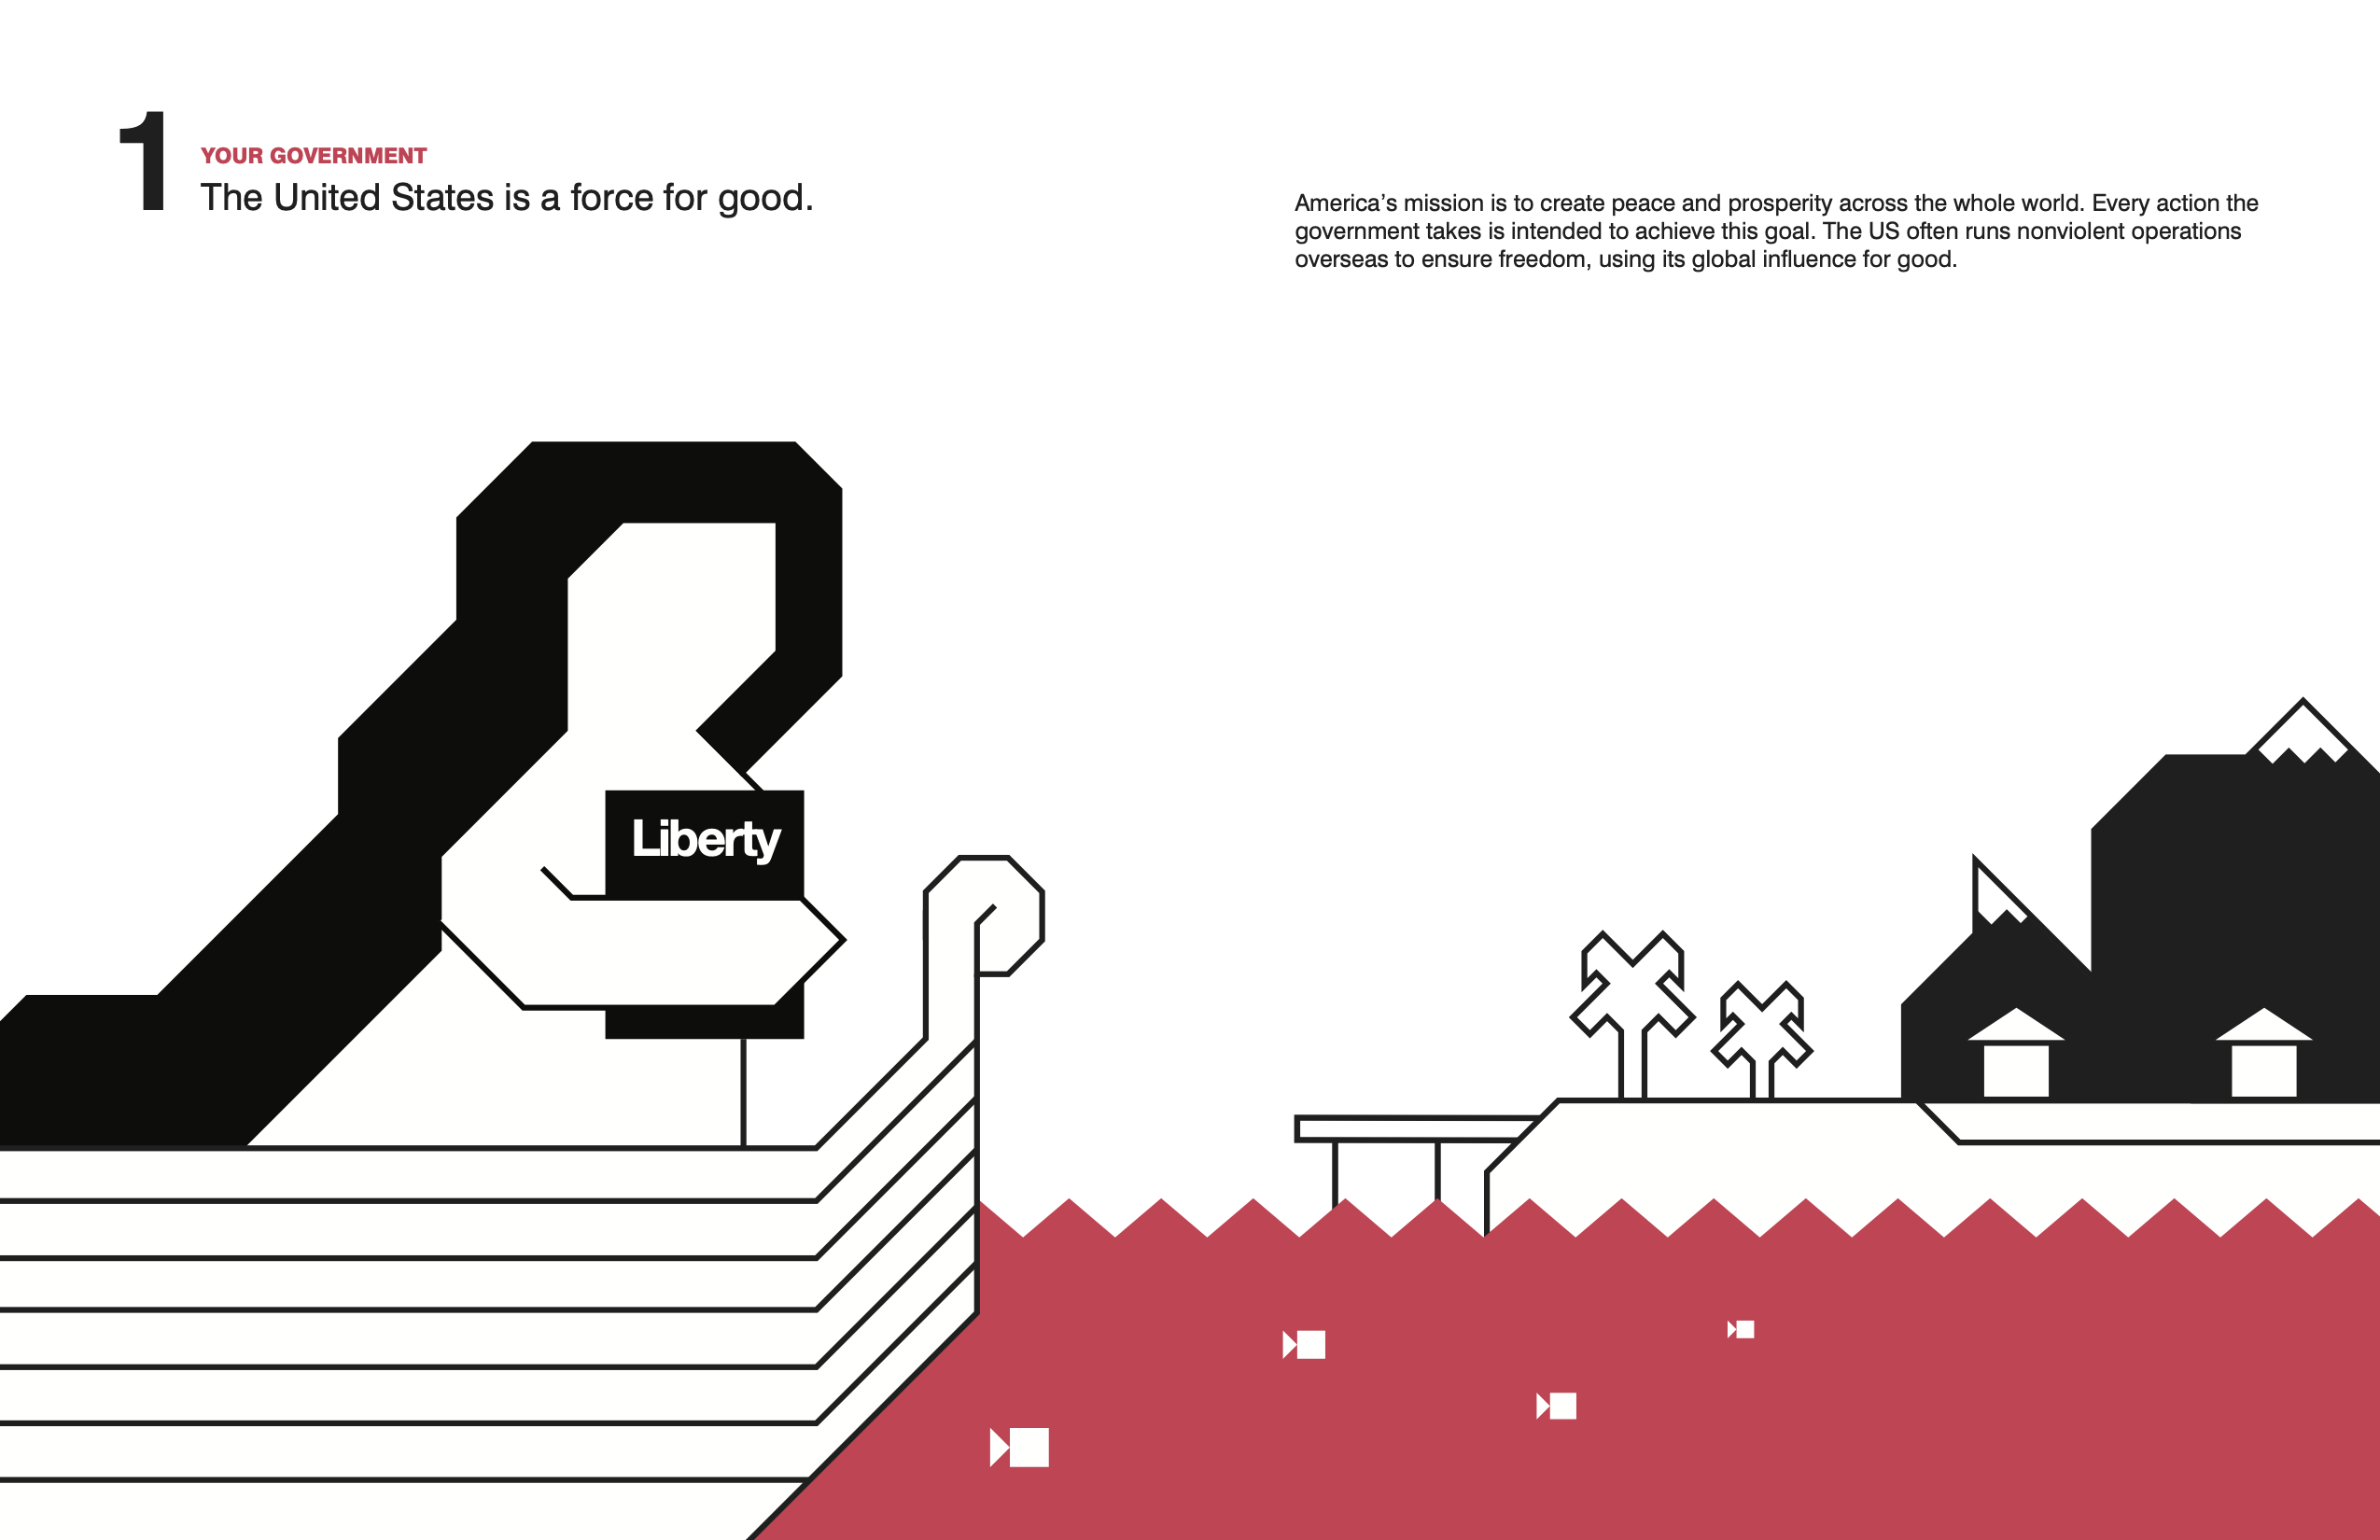 1
YOUR GOVERNMENT
The United States is a force for good.
America’s mission is to create peace and prosperity across the whole world. Every action the
government takes is intended to achieve this goal. The US often runs nonviolent operations
overseas to ensure freedom, using its global influence for good.
Liberty